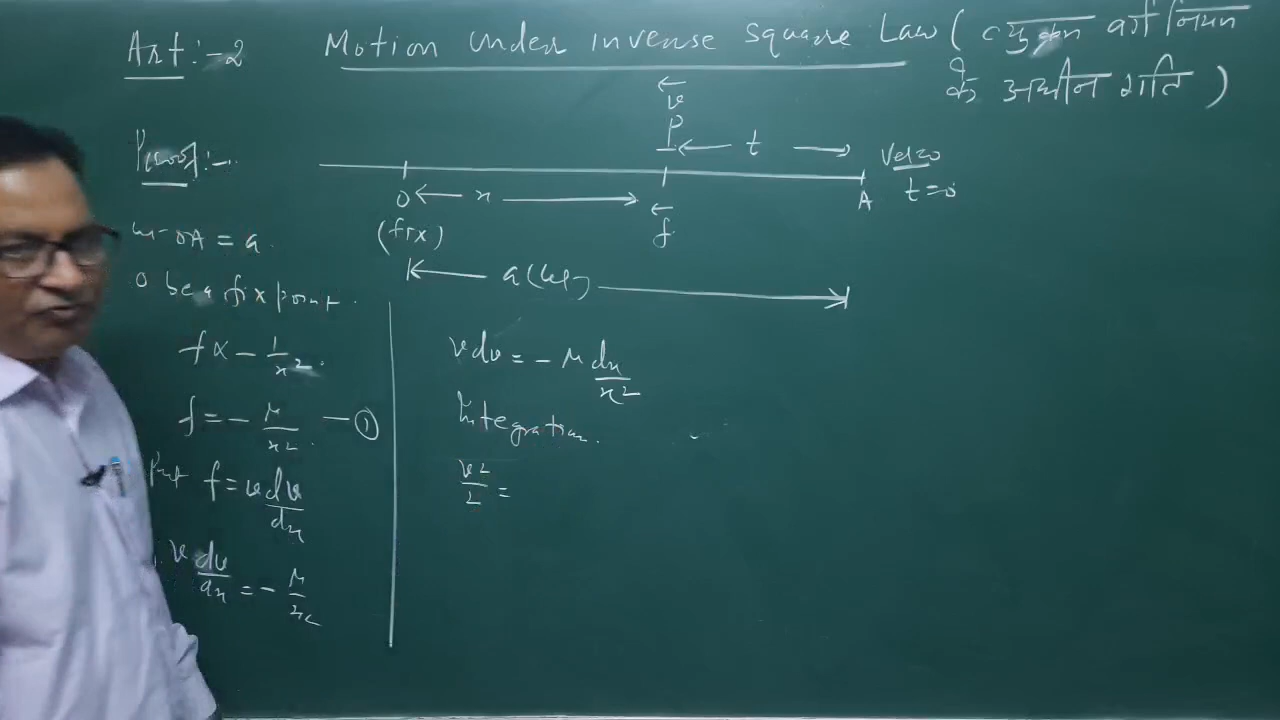 Art:-2 Motion under inverse square Law (व्युत्क्रम वर्ग नियम
के अधीन गति)
← v
P ← t → Vel=0
Proof:-
O ← x → A t=0
(fix) ← f
← a(let) →
OA = a.
O be a fix point.
f ∝ - 1/x²
f = - μ/x² — ①
Put f = v dv/dx
v dv/dx = - μ/x²
v dv = - μ dx/x²
Integration.
v²/2 =